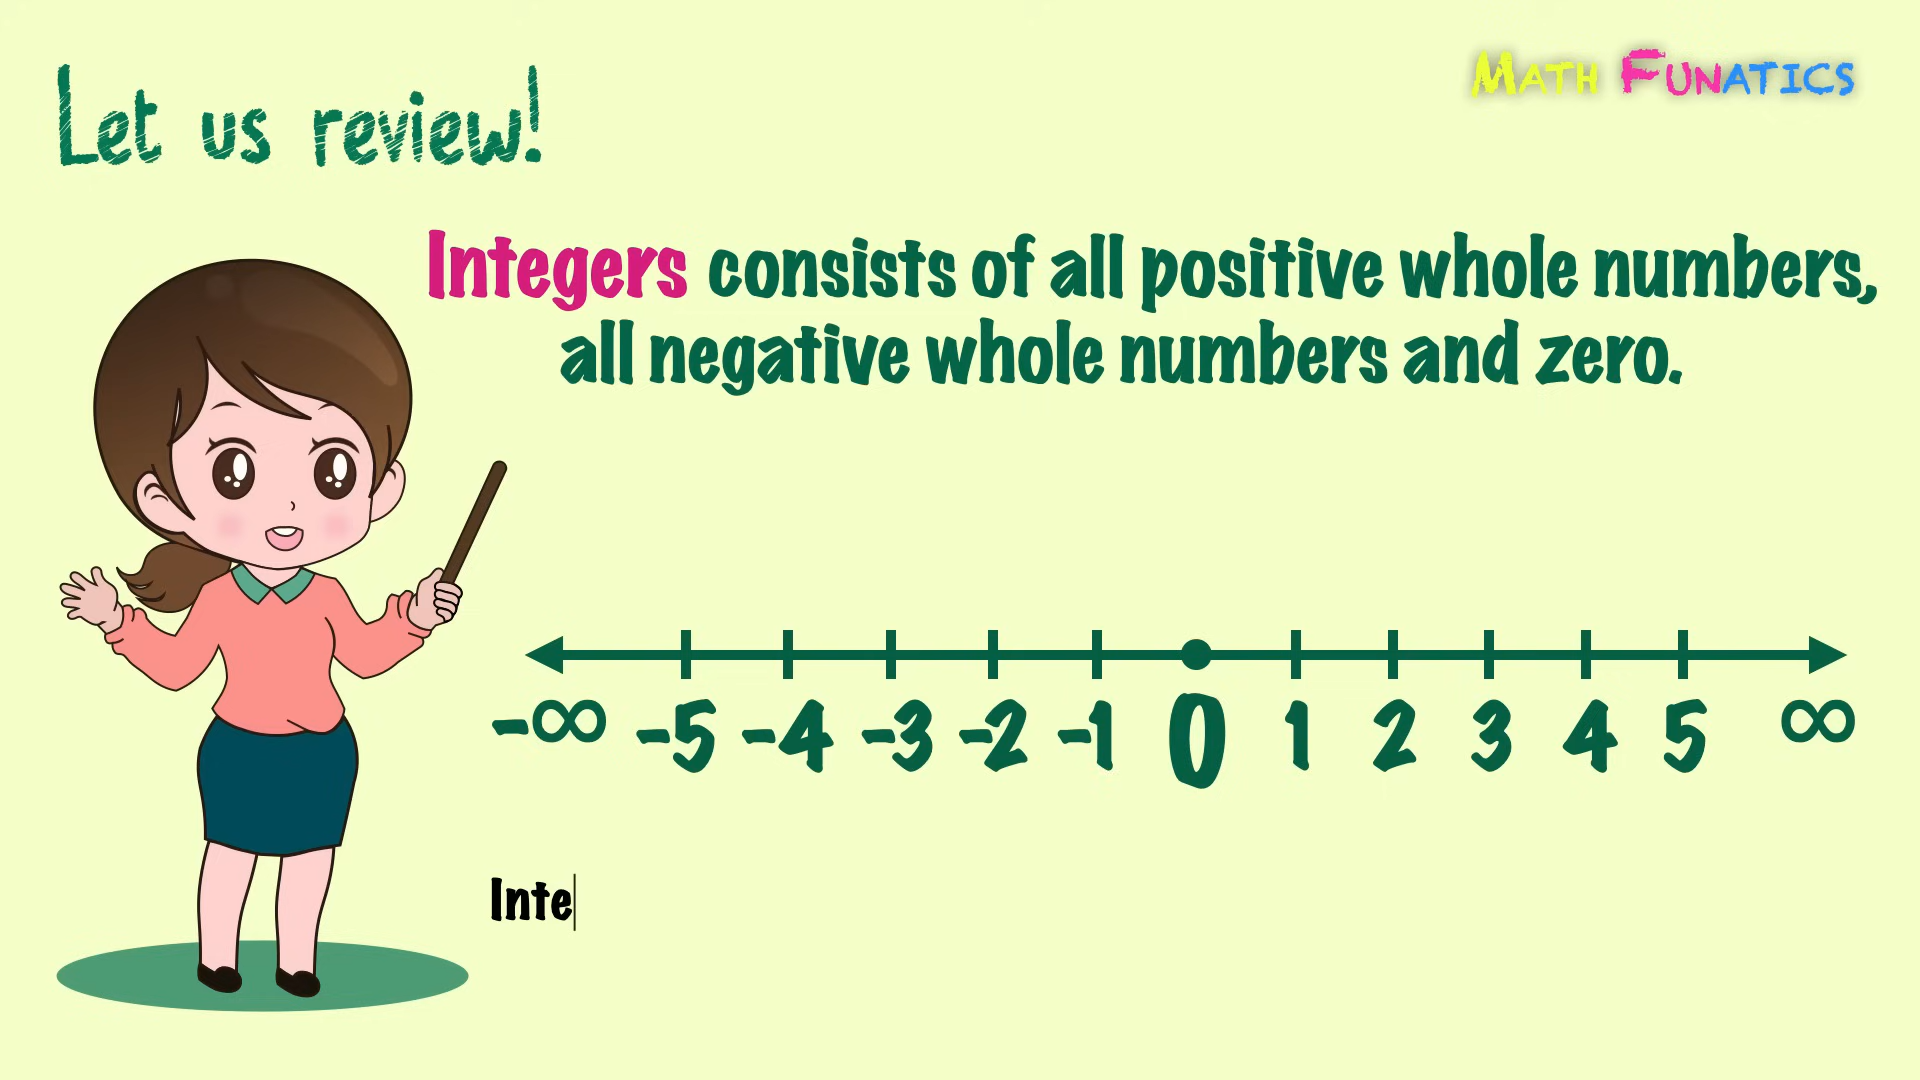 Let us review!
MATH FUNATICS
Integers consists of all positive whole numbers,
all negative whole numbers and zero.
-∞ -5 -4 -3 -2 -1 0 1 2 3 4 5 ∞
Inte